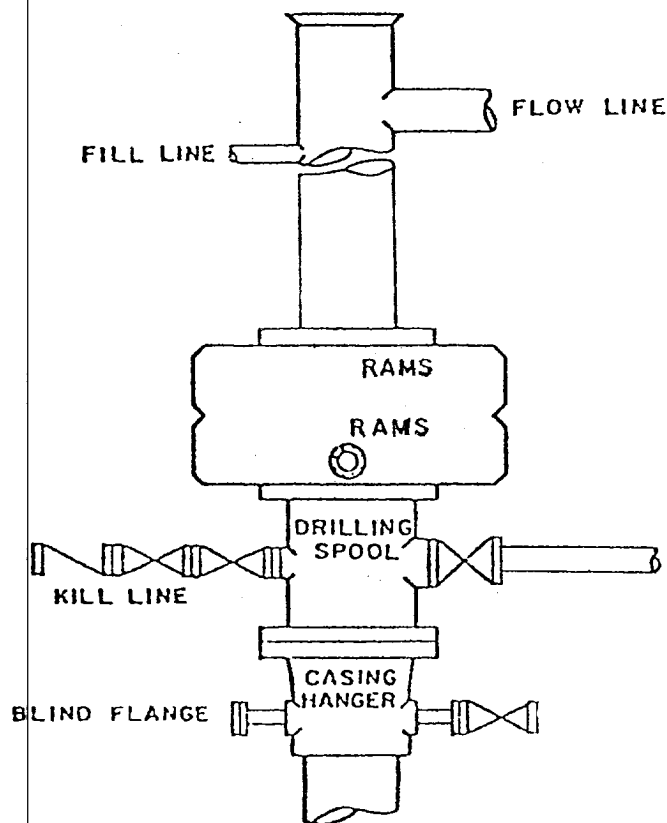 FLOW LINE
FILL LINE
RAMS
RAMS
DRILLING
SPOOL
KILL LINE
CASING
HANGER
BLIND FLANGE